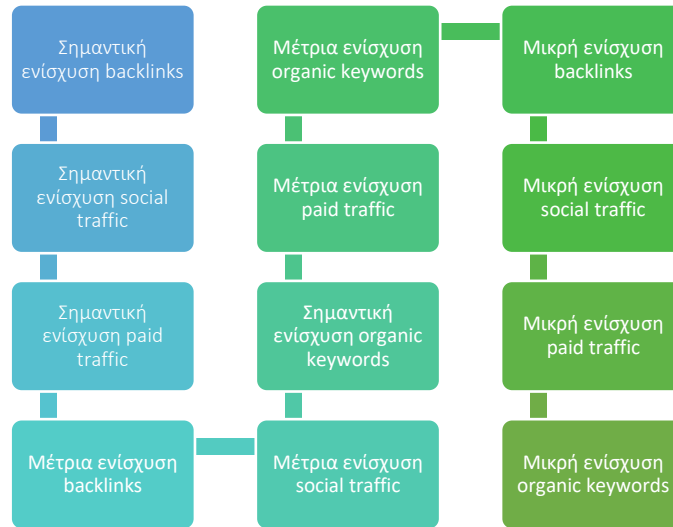 Σημαντική
ενίσχυση backlinks
Σημαντική
ενίσχυση social
traffic
Σημαντική
ενίσχυση paid
traffic
Μέτρια ενίσχυση
backlinks
Μέτρια ενίσχυση
social traffic
Σημαντική
ενίσχυση organic
keywords
Μέτρια ενίσχυση
paid traffic
Μέτρια ενίσχυση
organic keywords
Μικρή ενίσχυση
backlinks
Μικρή ενίσχυση
social traffic
Μικρή ενίσχυση
paid traffic
Μικρή ενίσχυση
organic keywords